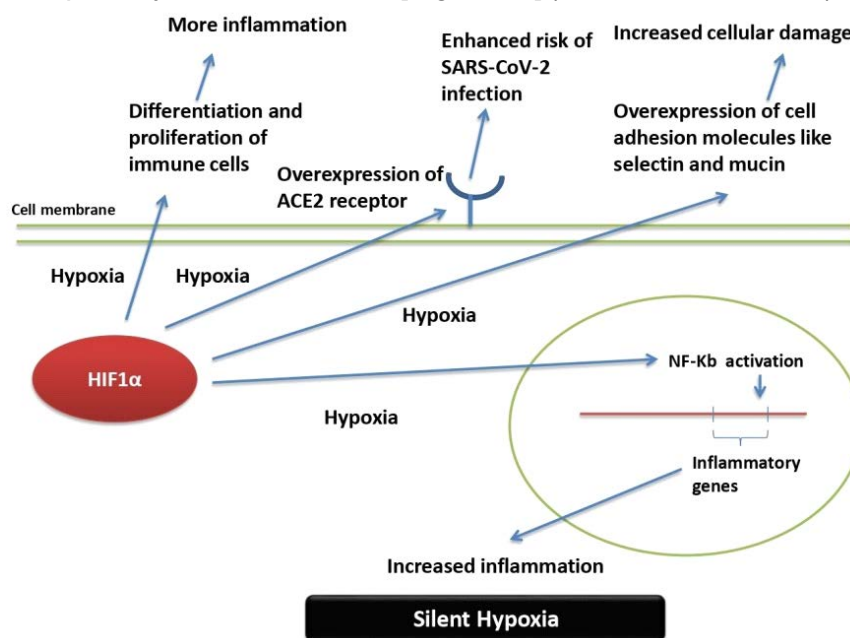 More inflammation
Enhanced risk of
SARS-CoV-2
infection
Increased cellular damage
Differentiation and
proliferation of
immune cells
Overexpression of
ACE2 receptor
Overexpression of cell
adhesion molecules like
selectin and mucin
Cell membrane
Hypoxia
Hypoxia
Hypoxia
HIF1α
NF-Kb activation
Hypoxia
Inflammatory
genes
Increased inflammation
Silent Hypoxia